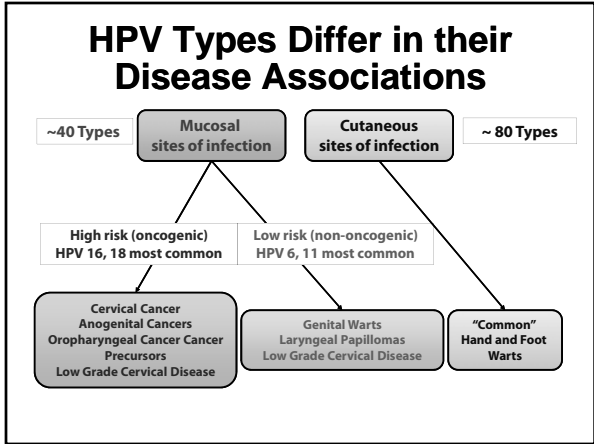 HPV Types Differ in their
Disease Associations
~40 Types
Mucosal
sites of infection
Cutaneous
sites of infection
~ 80 Types
High risk (oncogenic)
HPV 16, 18 most common
Low risk (non-oncogenic)
HPV 6, 11 most common
Cervical Cancer
Anogenital Cancers
Oropharyngeal Cancer Cancer
Precursors
Low Grade Cervical Disease
Genital Warts
Laryngeal Papillomas
Low Grade Cervical Disease
“Common”
Hand and Foot
Warts